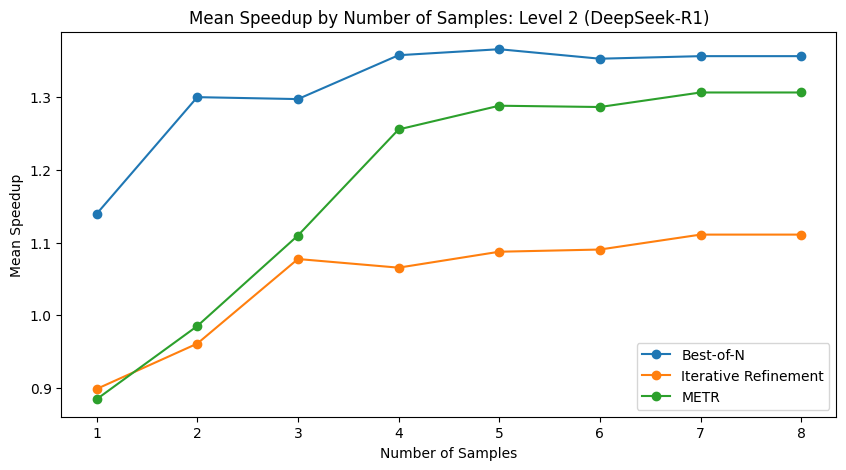 Mean Speedup by Number of Samples: Level 2 (DeepSeek-R1)
Mean Speedup
1.3
1.2
1.1
1.0
0.9
1 2 3 4 5 6 7 8
Number of Samples
Best-of-N
Iterative Refinement
METR